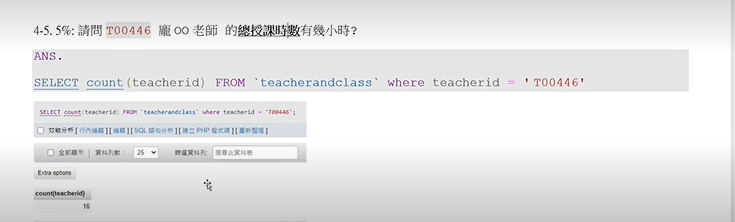 4-5. 5%: 請問 T00446 龐 OO 老師 的總授課時數有幾小時?
ANS.
SELECT count(teacherid) FROM `teacherandclass` where teacherid = 'T00446'
SELECT count(teacherid) FROM `teacherandclass` where teacherid = 'T00446';
效能分析 [ 行內編輯 ] [ 編輯 ] [ SQL 語句分析 ] [ 建立 PHP 程式碼 ] [ 重新整理 ]
全部顯示 | 資料列數: 25 篩選資料列: 搜尋此資料表
Extra options
count(teacherid)
16